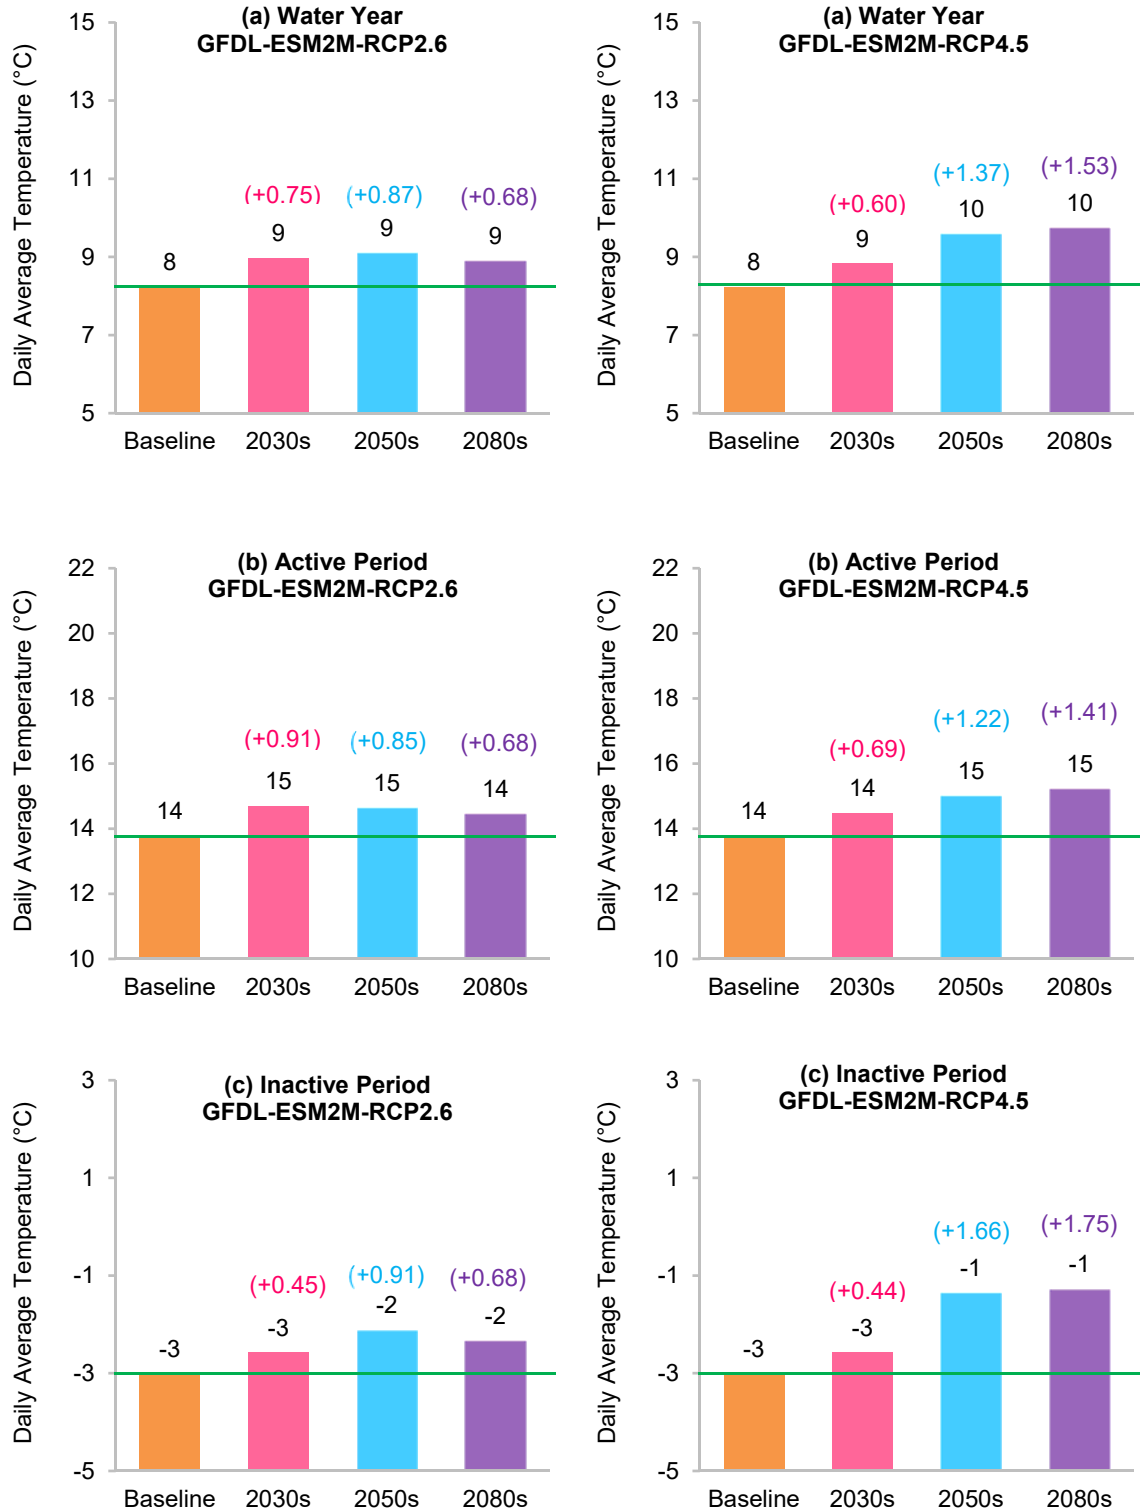 (a) Water Year
GFDL-ESM2M-RCP2.6
Daily Average Temperature (°C)
15
13
11
9
7
5
(+0.75)
(+0.87)
(+0.68)
8
9
9
9
Baseline
2030s
2050s
2080s
(a) Water Year
GFDL-ESM2M-RCP4.5
Daily Average Temperature (°C)
15
13
11
9
7
5
(+0.60)
(+1.37)
(+1.53)
8
9
10
10
Baseline
2030s
2050s
2080s
(b) Active Period
GFDL-ESM2M-RCP2.6
Daily Average Temperature (°C)
22
20
18
16
14
12
10
(+0.91)
(+0.85)
(+0.68)
14
15
15
14
Baseline
2030s
2050s
2080s
(b) Active Period
GFDL-ESM2M-RCP4.5
Daily Average Temperature (°C)
22
20
18
16
14
12
10
(+0.69)
(+1.22)
(+1.41)
14
14
15
15
Baseline
2030s
2050s
2080s
(c) Inactive Period
GFDL-ESM2M-RCP2.6
Daily Average Temperature (°C)
3
1
-1
-3
-5
(+0.45)
(+0.91)
(+0.68)
-3
-3
-2
-2
Baseline
2030s
2050s
2080s
(c) Inactive Period
GFDL-ESM2M-RCP4.5
Daily Average Temperature (°C)
3
1
-1
-3
-5
(+0.44)
(+1.66)
(+1.75)
-3
-3
-1
-1
Baseline
2030s
2050s
2080s